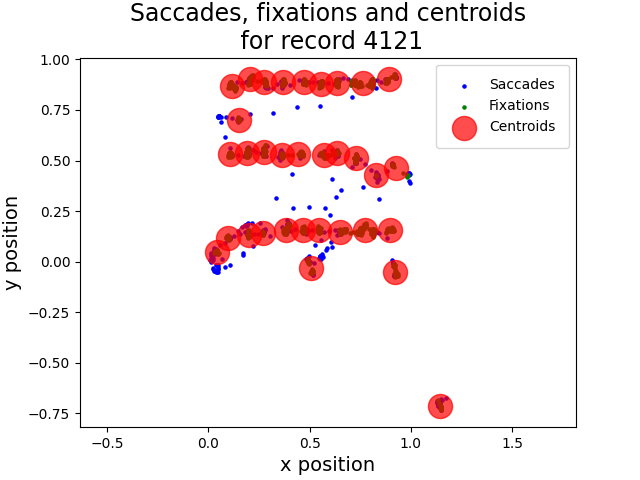 Saccades, fixations and centroids
for record 4121
1.00
0.75
0.50
0.25
0.00
−0.25
−0.50
−0.75
y position
−0.5
0.0
0.5
1.0
1.5
x position
Saccades
Fixations
Centroids